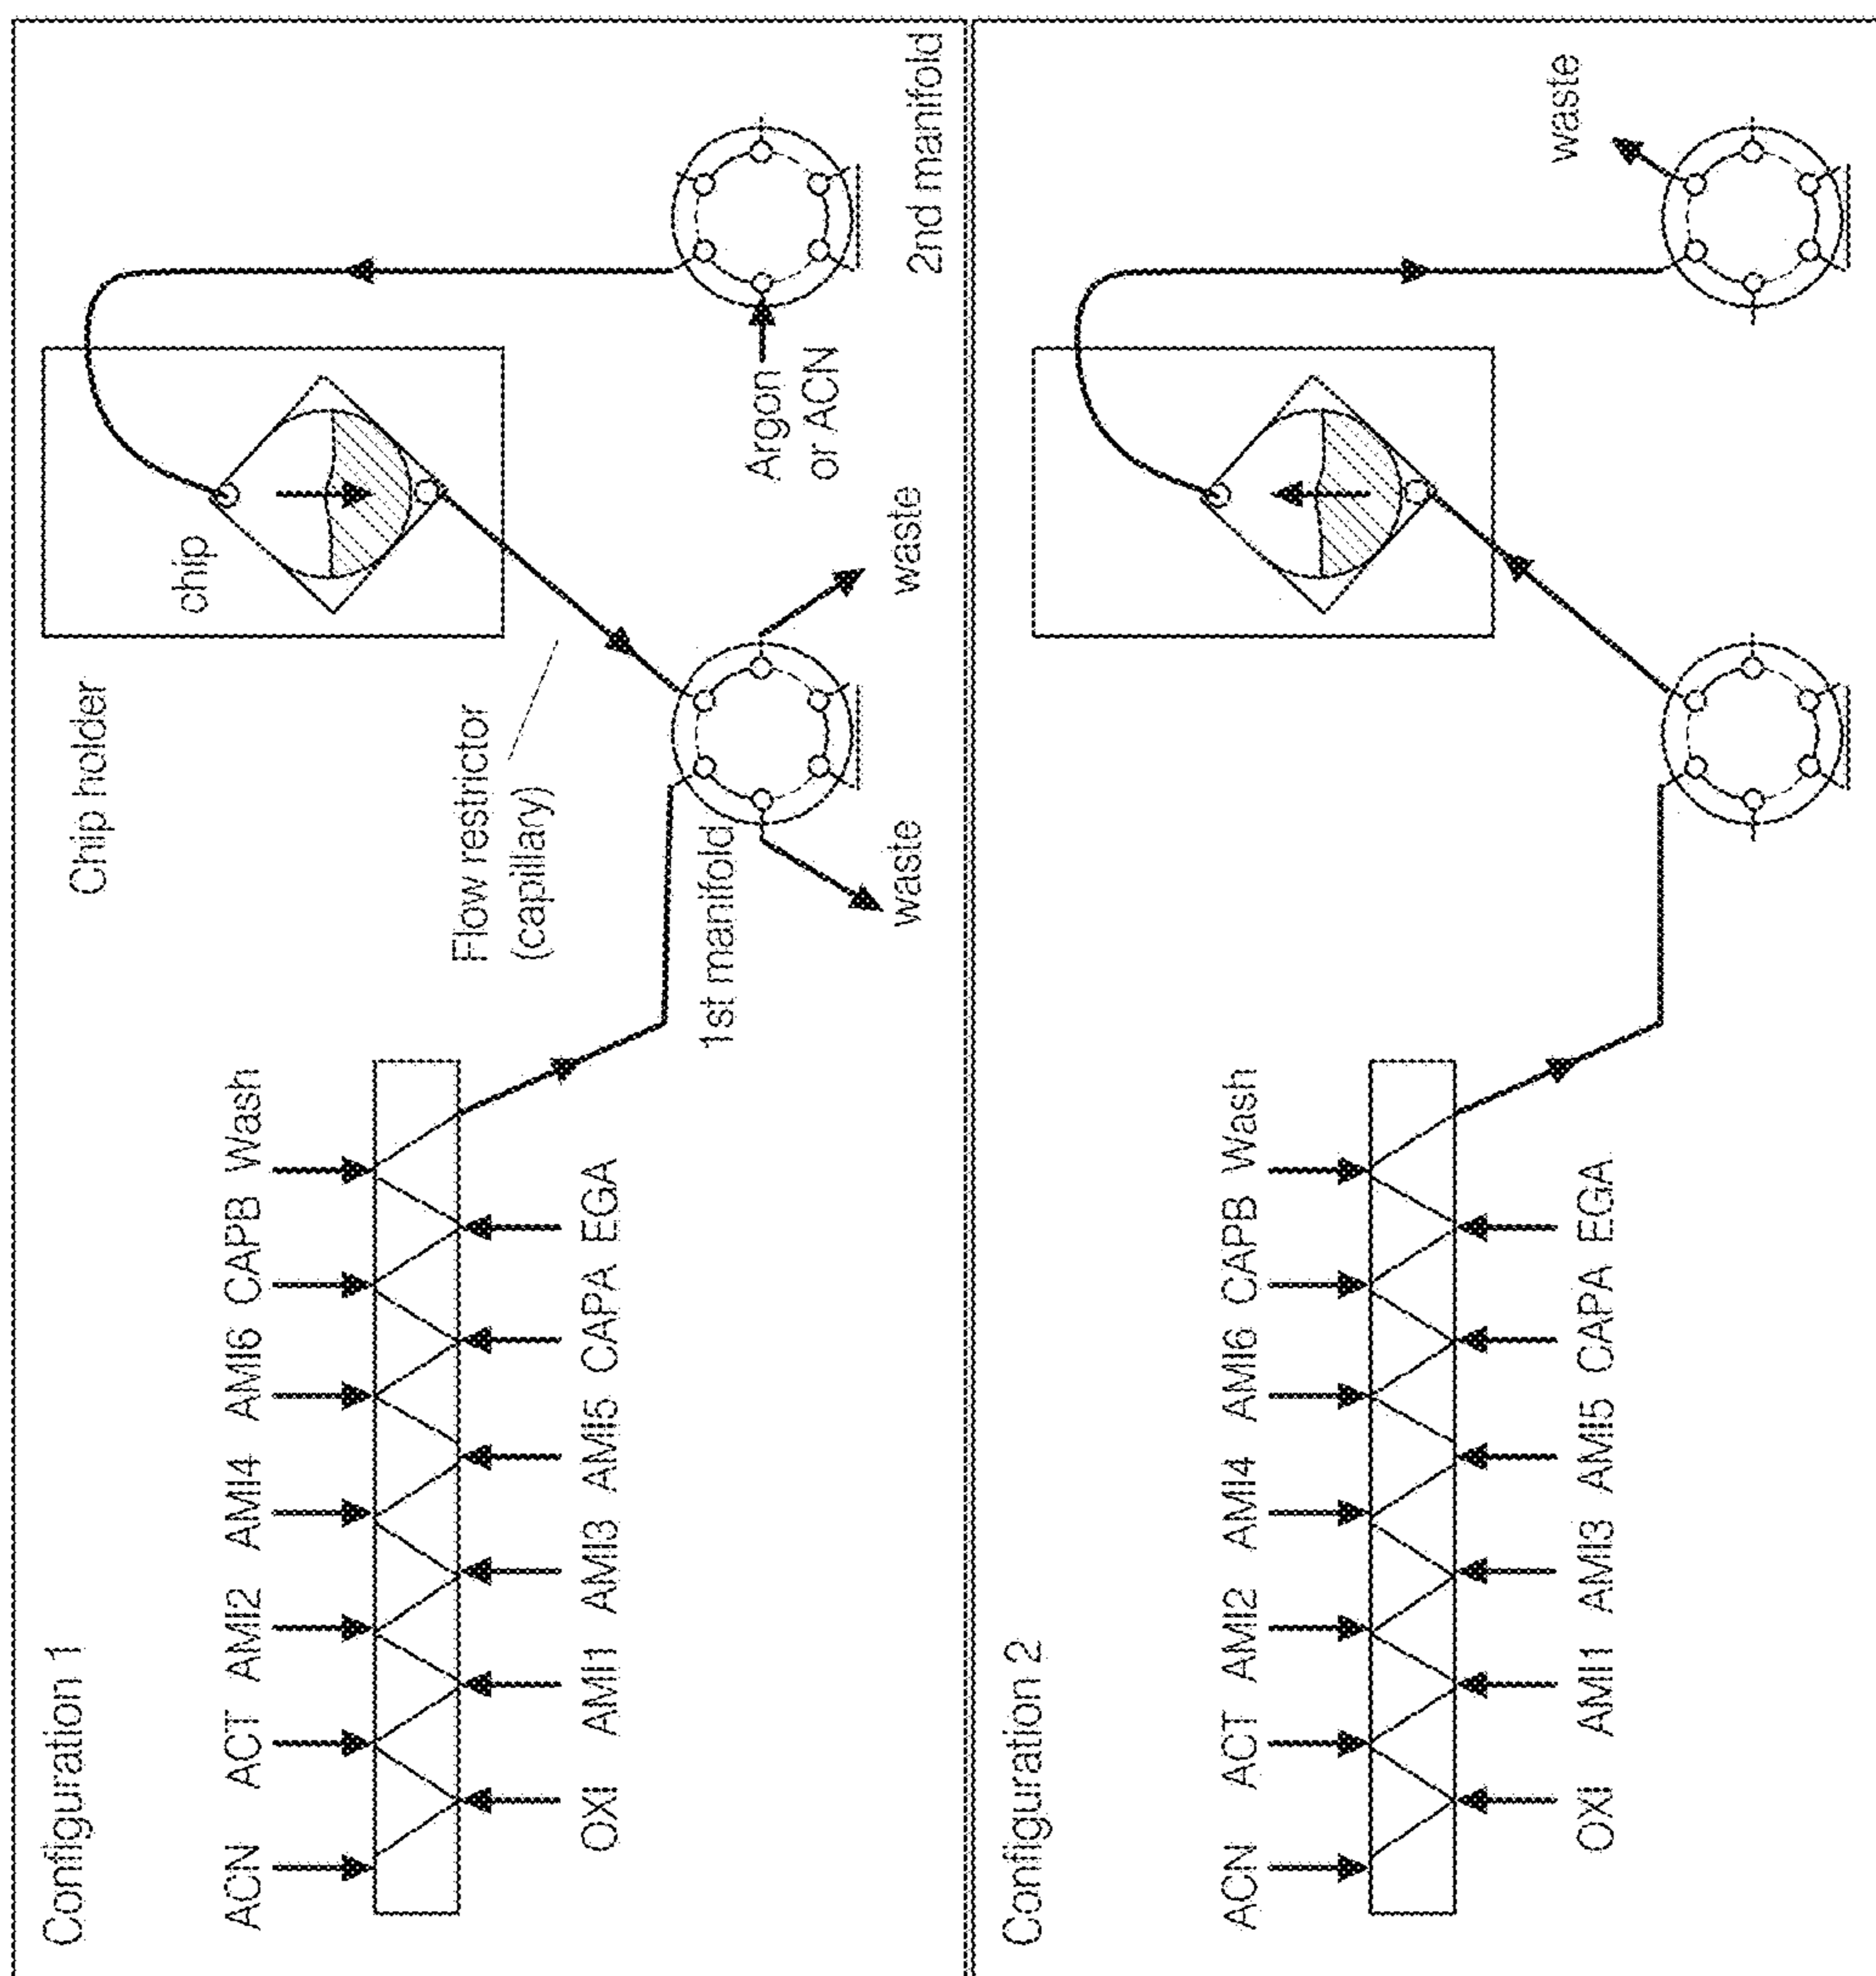 Configuration 1
ACN ACT AMI2 AMI4 AMI6 CAPB Wash
OXI AMI1 AMI3 AMI5 CAPA EGA
Chip holder
chip
Flow restrictor
(capillary)
1st manifold
waste
waste
Argon
or ACN
2nd manifold
Configuration 2
ACN ACT AMI2 AMI4 AMI6 CAPB Wash
OXI AMI1 AMI3 AMI5 CAPA EGA
waste